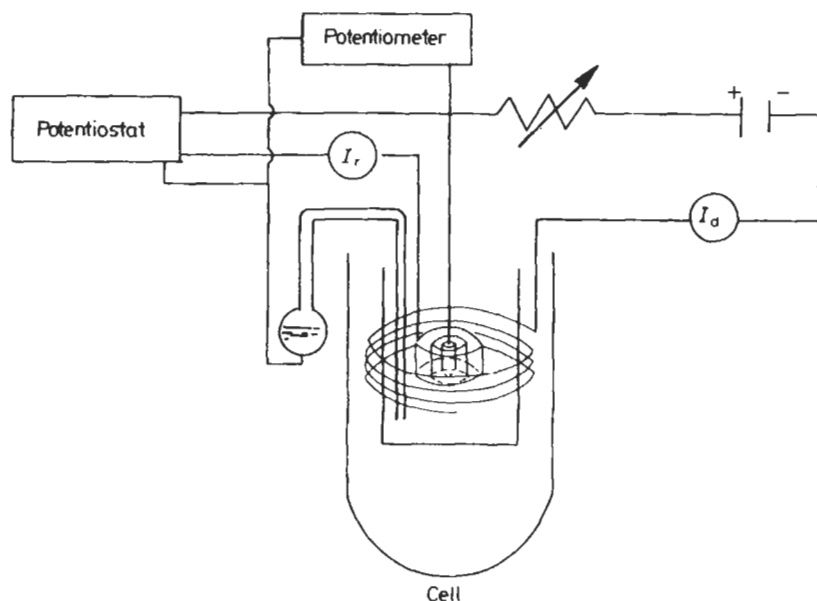 Potentiometer
Potentiostat
+ -
I_r
I_d
Cell